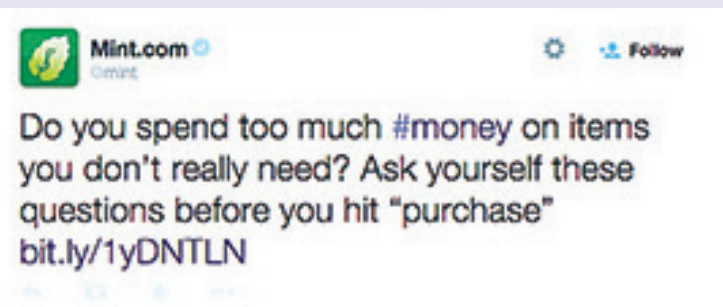 Mint.com
@mint
Follow
Do you spend too much #money on items
you don't really need? Ask yourself these
questions before you hit “purchase”
bit.ly/1yDNTLN